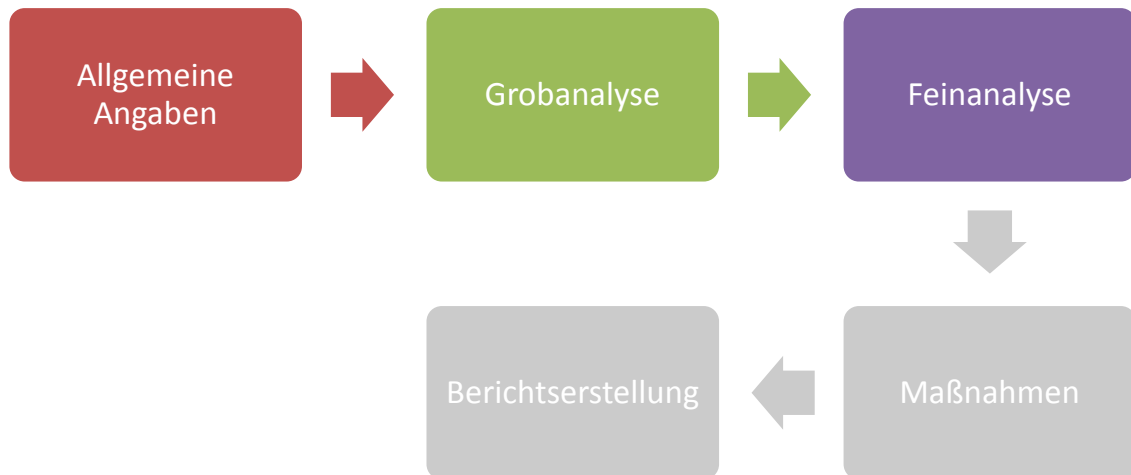 Allgemeine
Angaben
Grobanalyse
Feinanalyse
Berichtserstellung
Maßnahmen